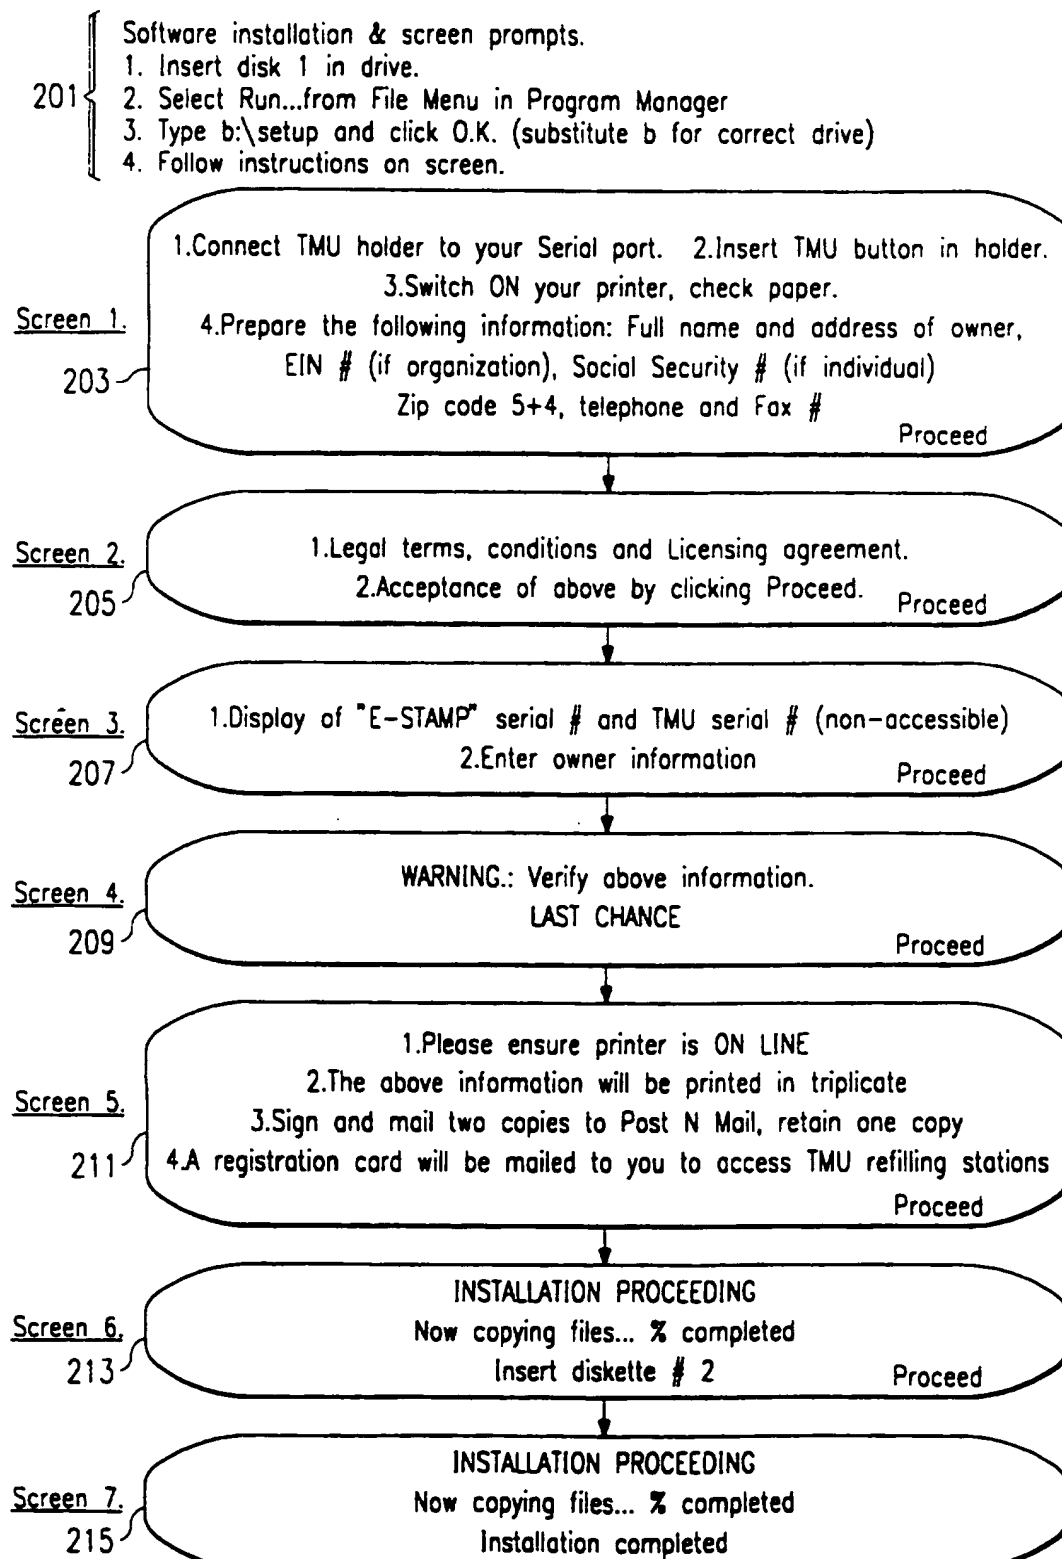 Software installation & screen prompts.
1. Insert disk 1 in drive.
201
2. Select Run...from File Menu in Program Manager
3. Type b:\setup and click O.K. (substitute b for correct drive)
4. Follow instructions on screen.
1.Connect TMU holder to your Serial port. 2.Insert TMU button in holder.
3.Switch ON your printer, check paper.
Screen 1.
4.Prepare the following information: Full name and address of owner,
203
EIN # (if organization), Social Security # (if individual)
Zip code 5+4, telephone and Fax #
Proceed
Screen 2.
1.Legal terms, conditions and Licensing agreement.
205
2.Acceptance of above by clicking Proceed.
Proceed
Screen 3.
1.Display of "E-STAMP" serial # and TMU serial # (non-accessible)
207
2.Enter owner information
Proceed
Screen 4.
WARNING.: Verify above information.
209
LAST CHANCE
Proceed
1.Please ensure printer is ON LINE
2.The above information will be printed in triplicate
Screen 5.
3.Sign and mail two copies to Post N Mail, retain one copy
211
4.A registration card will be mailed to you to access TMU refilling stations
Proceed
INSTALLATION PROCEEDING
Screen 6.
Now copying files... % completed
213
Insert diskette # 2
Proceed
INSTALLATION PROCEEDING
Screen 7.
Now copying files... % completed
215
Installation completed